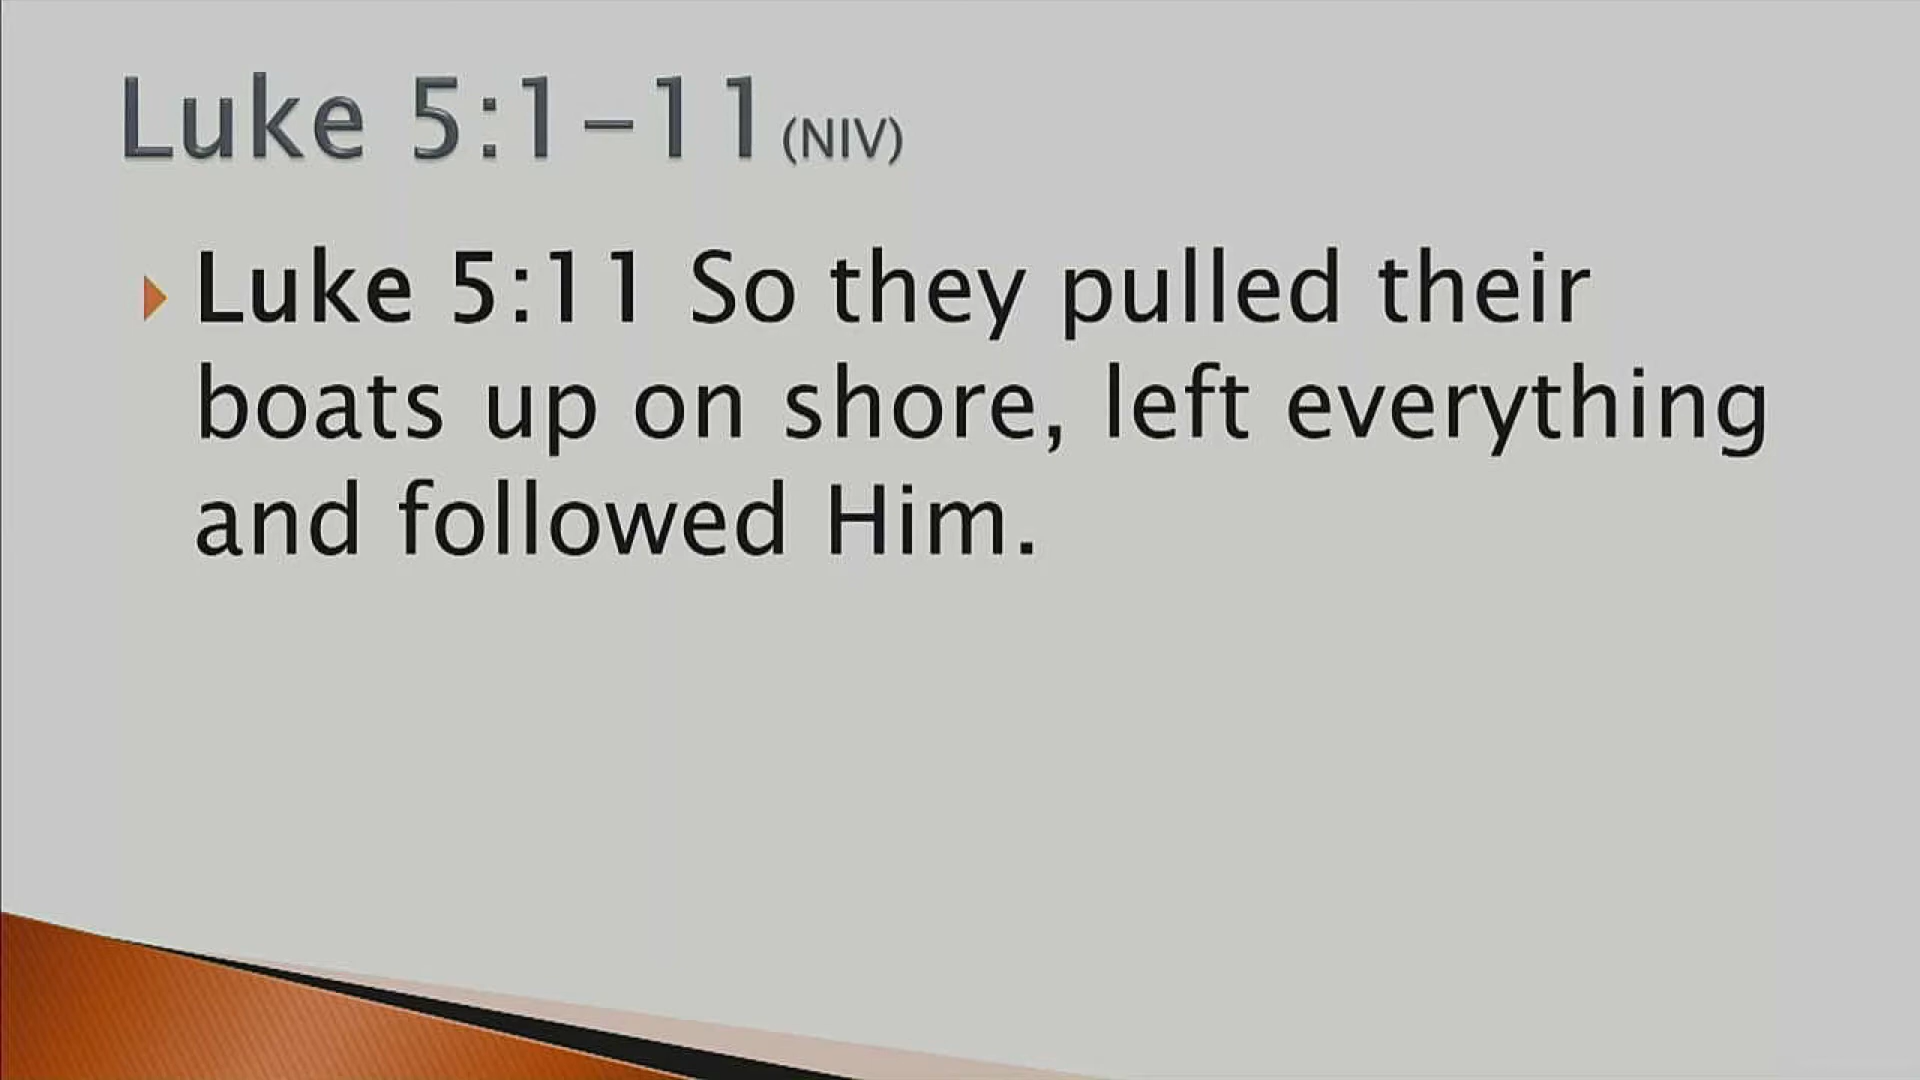 Luke 5:1-11 (NIV)
Luke 5:11 So they pulled their
boats up on shore, left everything
and followed Him.